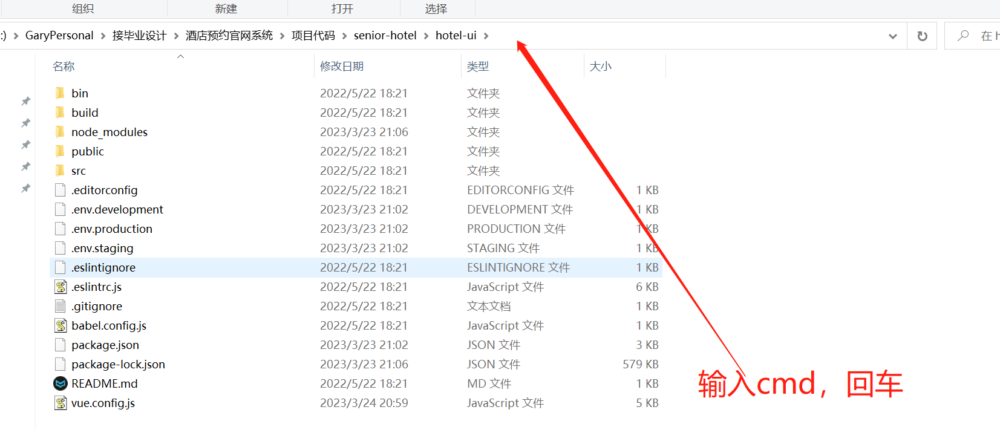 组织 新建 打开 选择
:) > GaryPersonal > 接毕业设计 > 酒店预约官网系统 > 项目代码 > senior-hotel > hotel-ui > 在 h
名称 修改日期 类型 大小
bin 2022/5/22 18:21 文件夹
build 2022/5/22 18:21 文件夹
node_modules 2023/3/23 21:06 文件夹
public 2022/5/22 18:21 文件夹
src 2022/5/22 18:21 文件夹
.editorconfig 2022/5/22 18:21 EDITORCONFIG 文件 1 KB
.env.development 2023/3/23 21:02 DEVELOPMENT 文件 1 KB
.env.production 2023/3/23 21:02 PRODUCTION 文件 1 KB
.env.staging 2023/3/23 21:02 STAGING 文件 1 KB
.eslintignore 2022/5/22 18:21 ESLINTIGNORE 文件 1 KB
.eslintrc.js 2022/5/22 18:21 JavaScript 文件 6 KB
.gitignore 2022/5/22 18:21 文本文档 1 KB
babel.config.js 2022/5/22 18:21 JavaScript 文件 1 KB
package.json 2023/3/23 21:02 JSON 文件 3 KB
package-lock.json 2023/3/23 21:06 JSON 文件 579 KB
README.md 2022/5/22 18:21 MD 文件 1 KB
vue.config.js 2023/3/24 20:59 JavaScript 文件 5 KB
输入cmd，回车